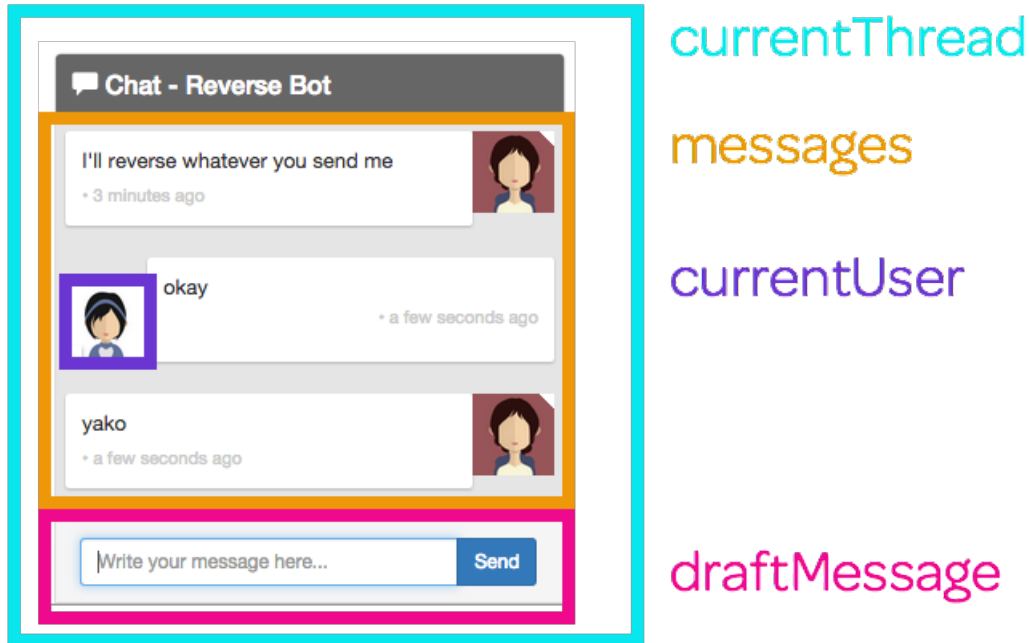 currentThread
Chat - Reverse Bot
messages
I'll reverse whatever you send me
• 3 minutes ago
currentUser
okay
• a few seconds ago
yako
• a few seconds ago
Write your message here...
Send
draftMessage